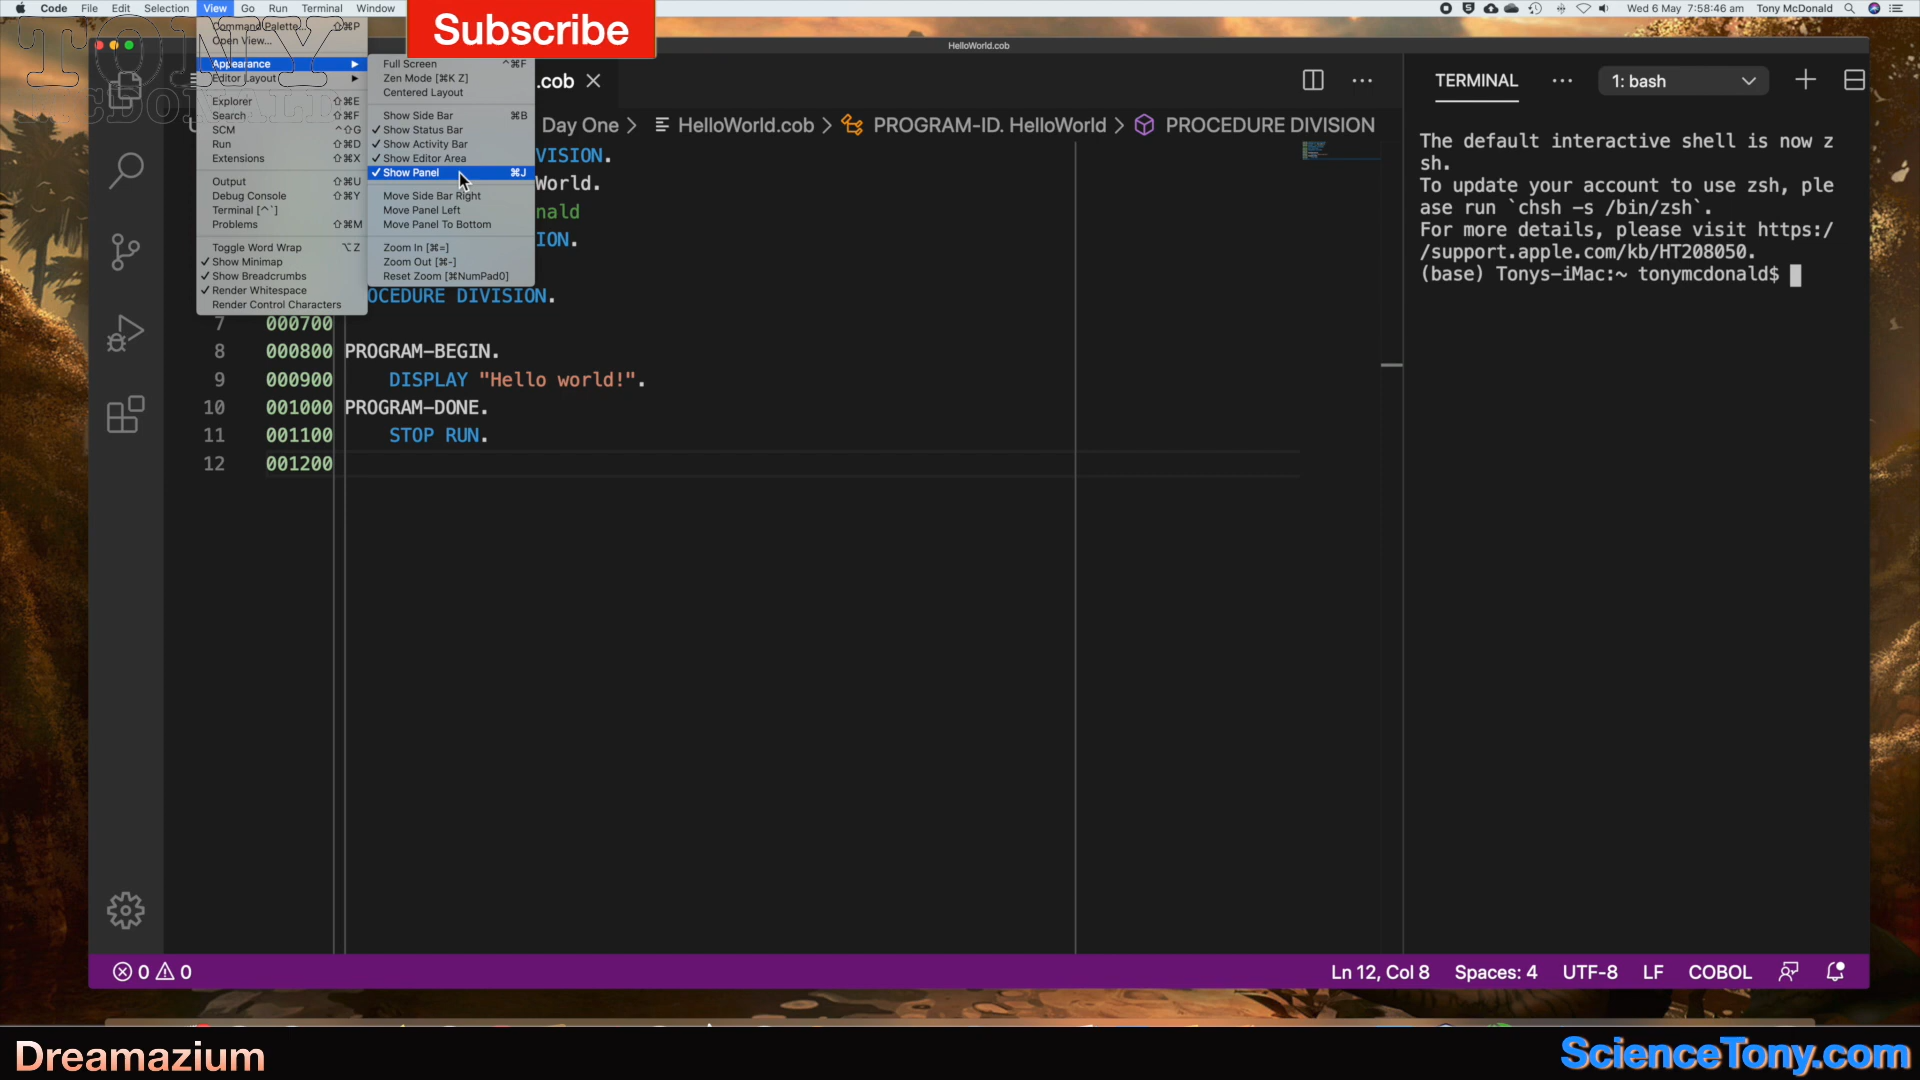 Code File Edit Selection View Go Run Terminal Window
Wed 6 May 7:58:46 am Tony McDonald
Subscribe
TONY
MCDONALD
HelloWorld.cob
Command Palette... ⇧⌘P
Open View...
Appearance
Editor Layout
Explorer ⇧⌘E
Search ⇧⌘F
SCM ^⇧G
Run ⇧⌘D
Extensions ⇧⌘X
Output ⇧⌘U
Debug Console ⇧⌘Y
Terminal [^`]
Problems ⇧⌘M
Toggle Word Wrap ⌥Z
✓ Show Minimap
✓ Show Breadcrumbs
✓ Render Whitespace
Render Control Characters
Full Screen ^⌘F
Zen Mode [⌘K Z]
Centered Layout
Show Side Bar ⌘B
✓ Show Status Bar
✓ Show Activity Bar
✓ Show Editor Area
✓ Show Panel ⌘J
Move Side Bar Right
Move Panel Left
Move Panel To Bottom
Zoom In [⌘=]
Zoom Out [⌘-]
Reset Zoom [⌘NumPad0]
.cob
Day One > HelloWorld.cob > PROGRAM-ID. HelloWorld > PROCEDURE DIVISION
VISION.
World.
nald
ION.
OCEDURE DIVISION.
7 000700
8 000800 PROGRAM-BEGIN.
9 000900 DISPLAY "Hello world!".
10 001000 PROGRAM-DONE.
11 001100 STOP RUN.
12 001200
TERMINAL ... 1: bash
The default interactive shell is now z
sh.
To update your account to use zsh, ple
ase run `chsh -s /bin/zsh`.
For more details, please visit https:/
/support.apple.com/kb/HT208050.
(base) Tonys-iMac:~ tonymcdonald$
0 0
Ln 12, Col 8 Spaces: 4 UTF-8 LF COBOL
Dreamazium
ScienceTony.com